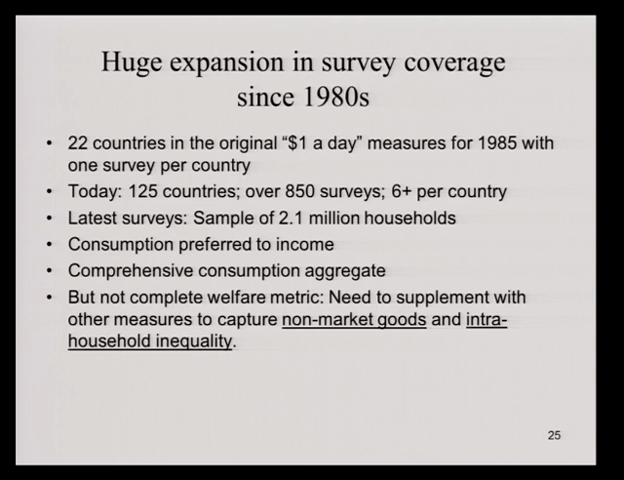 Huge expansion in survey coverage
since 1980s
• 22 countries in the original “$1 a day” measures for 1985 with
one survey per country
• Today: 125 countries; over 850 surveys; 6+ per country
• Latest surveys: Sample of 2.1 million households
• Consumption preferred to income
• Comprehensive consumption aggregate
• But not complete welfare metric: Need to supplement with
other measures to capture non-market goods and intra-
household inequality.
25